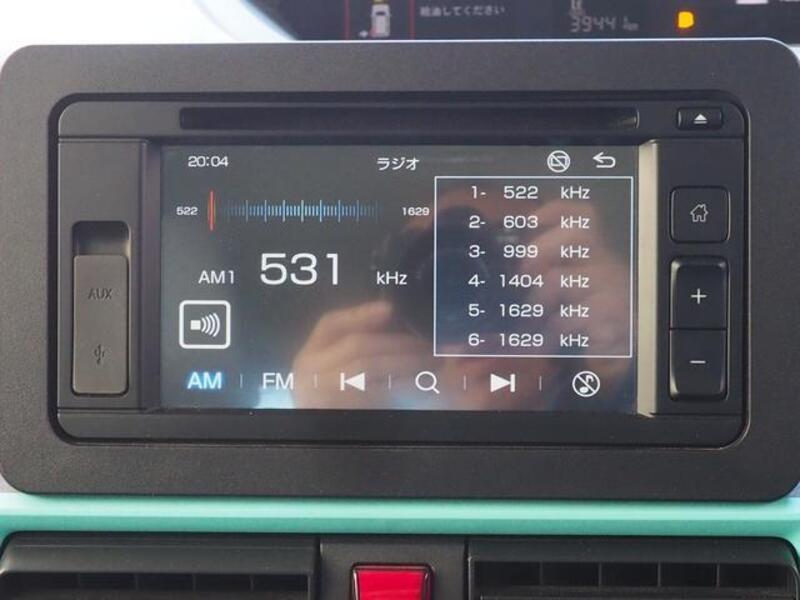 給油してください
39441 km
20:04 ラジオ
522 1629
AM1 531 kHz
1- 522 kHz
2- 603 kHz
3- 999 kHz
4- 1404 kHz
5- 1629 kHz
6- 1629 kHz
AM FM
AUX
+
−